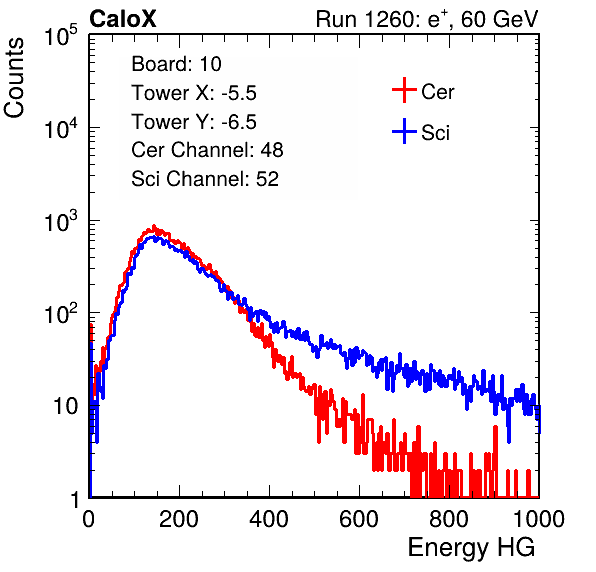 CaloX Run 1260: e⁺, 60 GeV
Counts
Board: 10
Tower X: -5.5
Tower Y: -6.5
Cer Channel: 48
Sci Channel: 52
Cer
Sci
10⁵
10⁴
10³
10²
10
1
0 200 400 600 800 1000
Energy HG